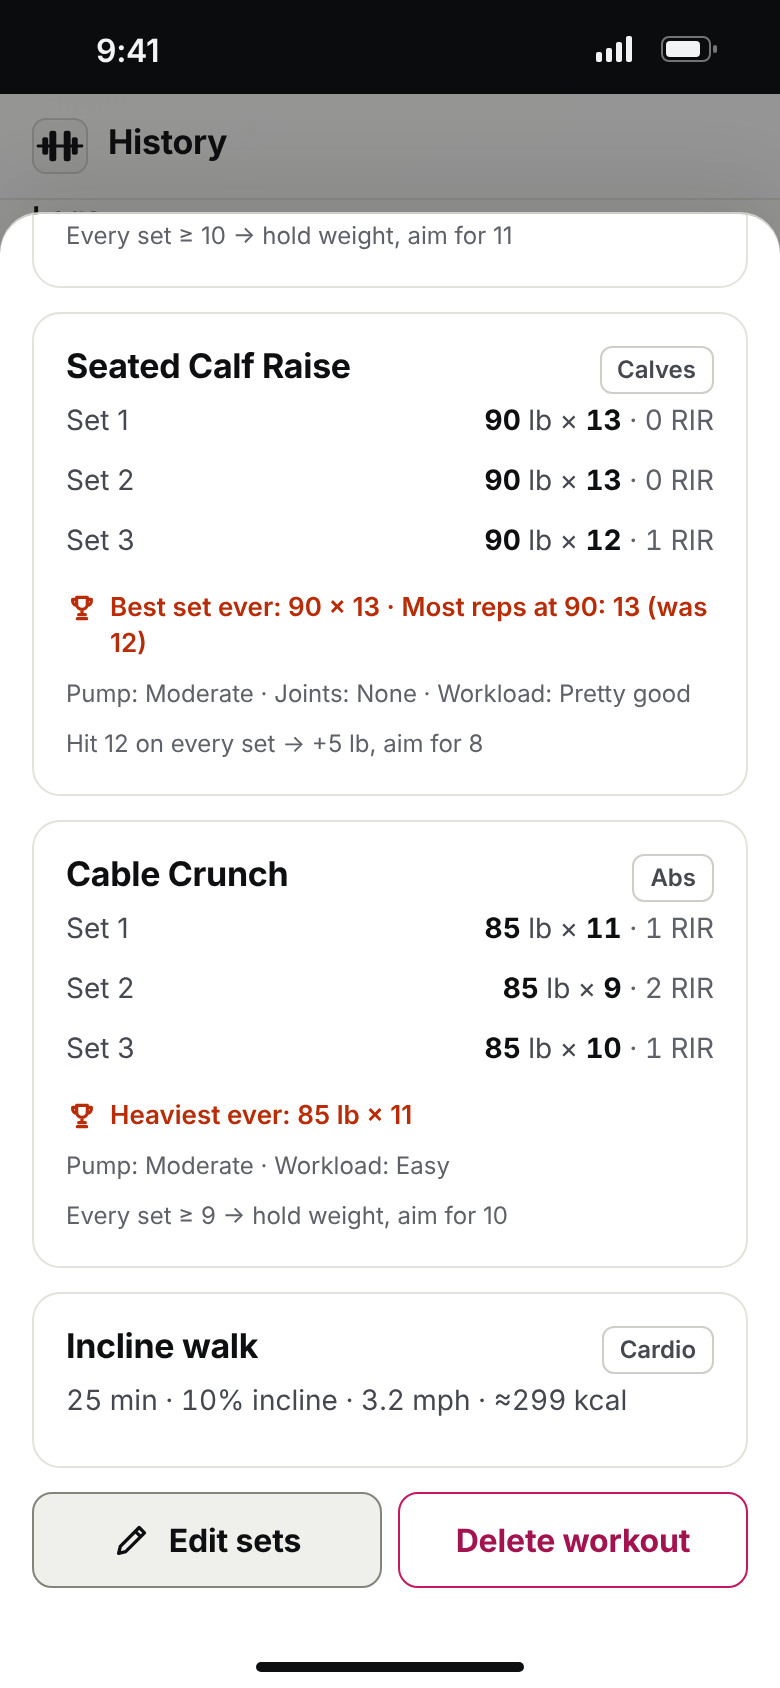 9:41
History
Every set ≥ 10 → hold weight, aim for 11
Seated Calf Raise
Calves
Set 1 90 lb × 13 · 0 RIR
Set 2 90 lb × 13 · 0 RIR
Set 3 90 lb × 12 · 1 RIR
Best set ever: 90 × 13 · Most reps at 90: 13 (was
12)
Pump: Moderate · Joints: None · Workload: Pretty good
Hit 12 on every set → +5 lb, aim for 8
Cable Crunch
Abs
Set 1 85 lb × 11 · 1 RIR
Set 2 85 lb × 9 · 2 RIR
Set 3 85 lb × 10 · 1 RIR
Heaviest ever: 85 lb × 11
Pump: Moderate · Workload: Easy
Every set ≥ 9 → hold weight, aim for 10
Incline walk
Cardio
25 min · 10% incline · 3.2 mph · ≈299 kcal
Edit sets
Delete workout